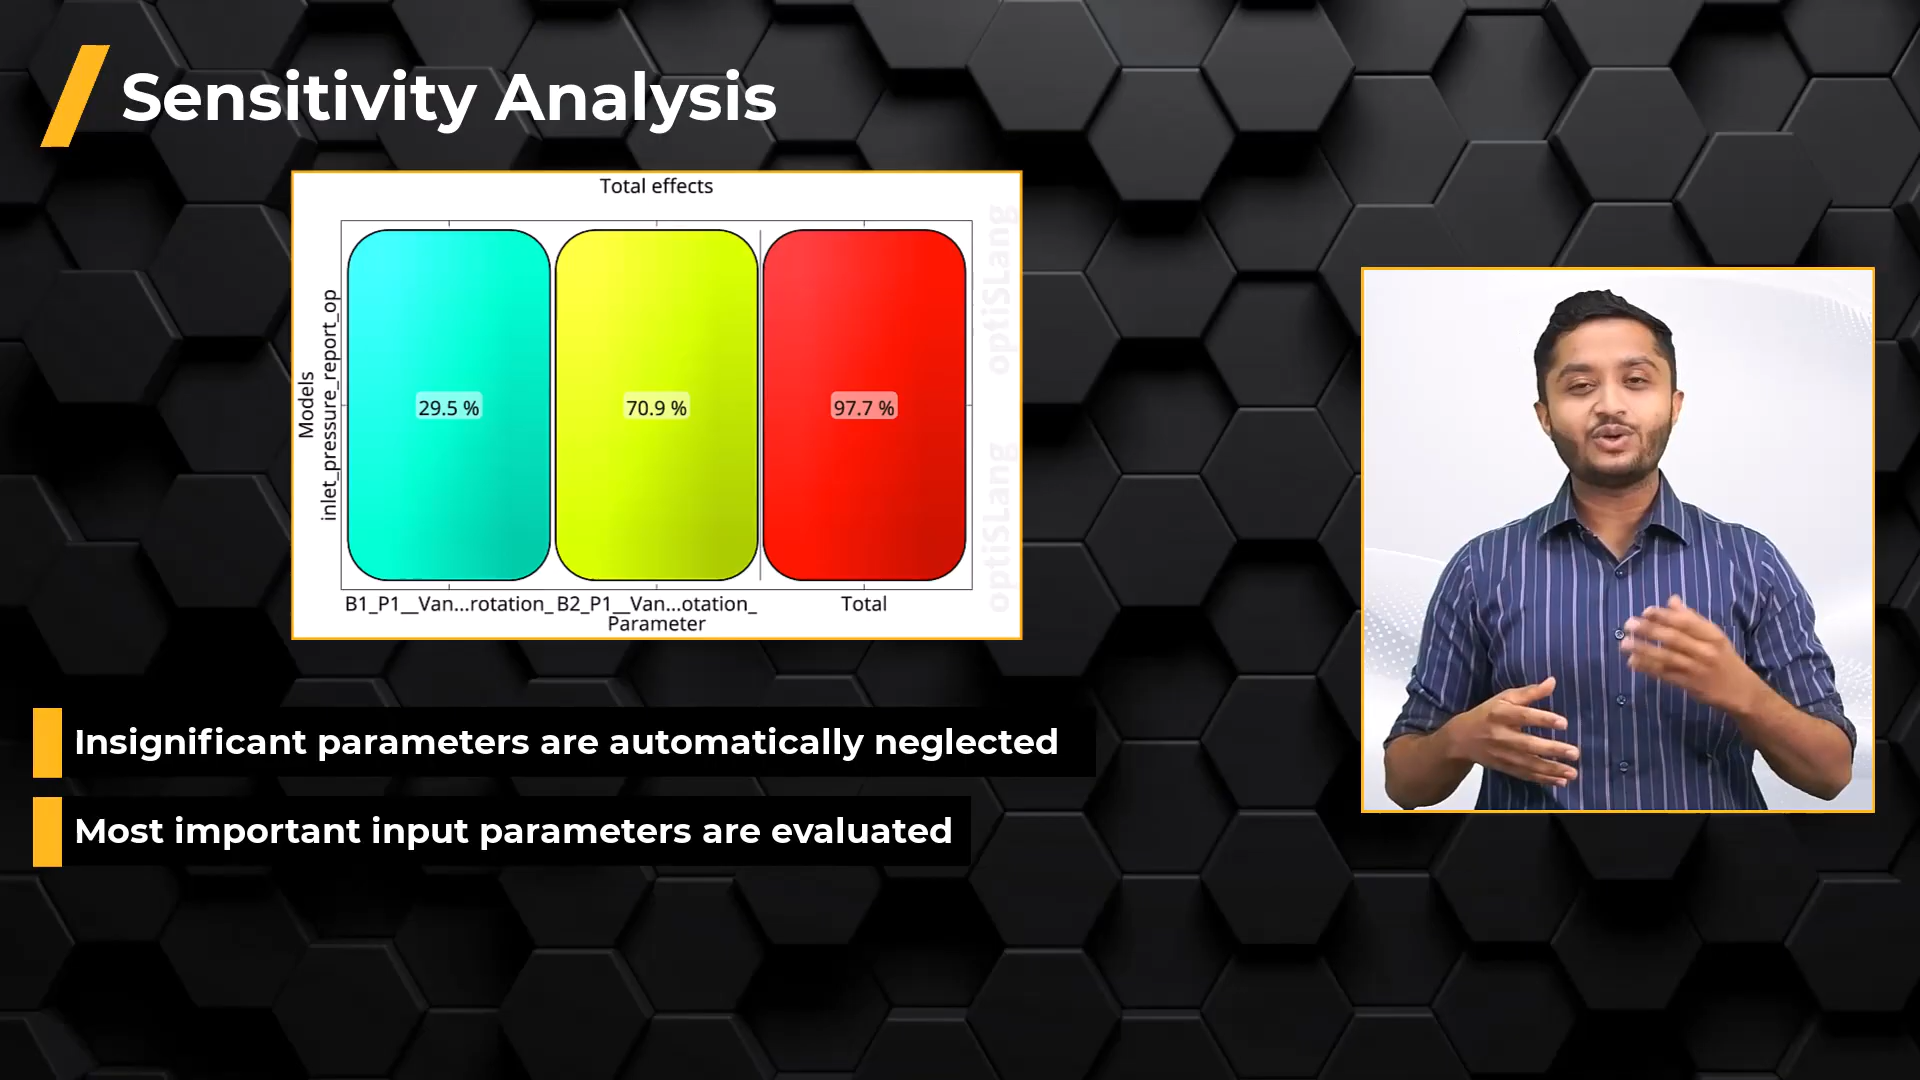 Sensitivity Analysis
Total effects
Models
inlet_pressure_report_op
29.5 %
70.9 %
97.7 %
B1_P1__Van...rotation_
B2_P1__Van...otation_
Total
Parameter
optiSLang
optiSLang
Insignificant parameters are automatically neglected
Most important input parameters are evaluated